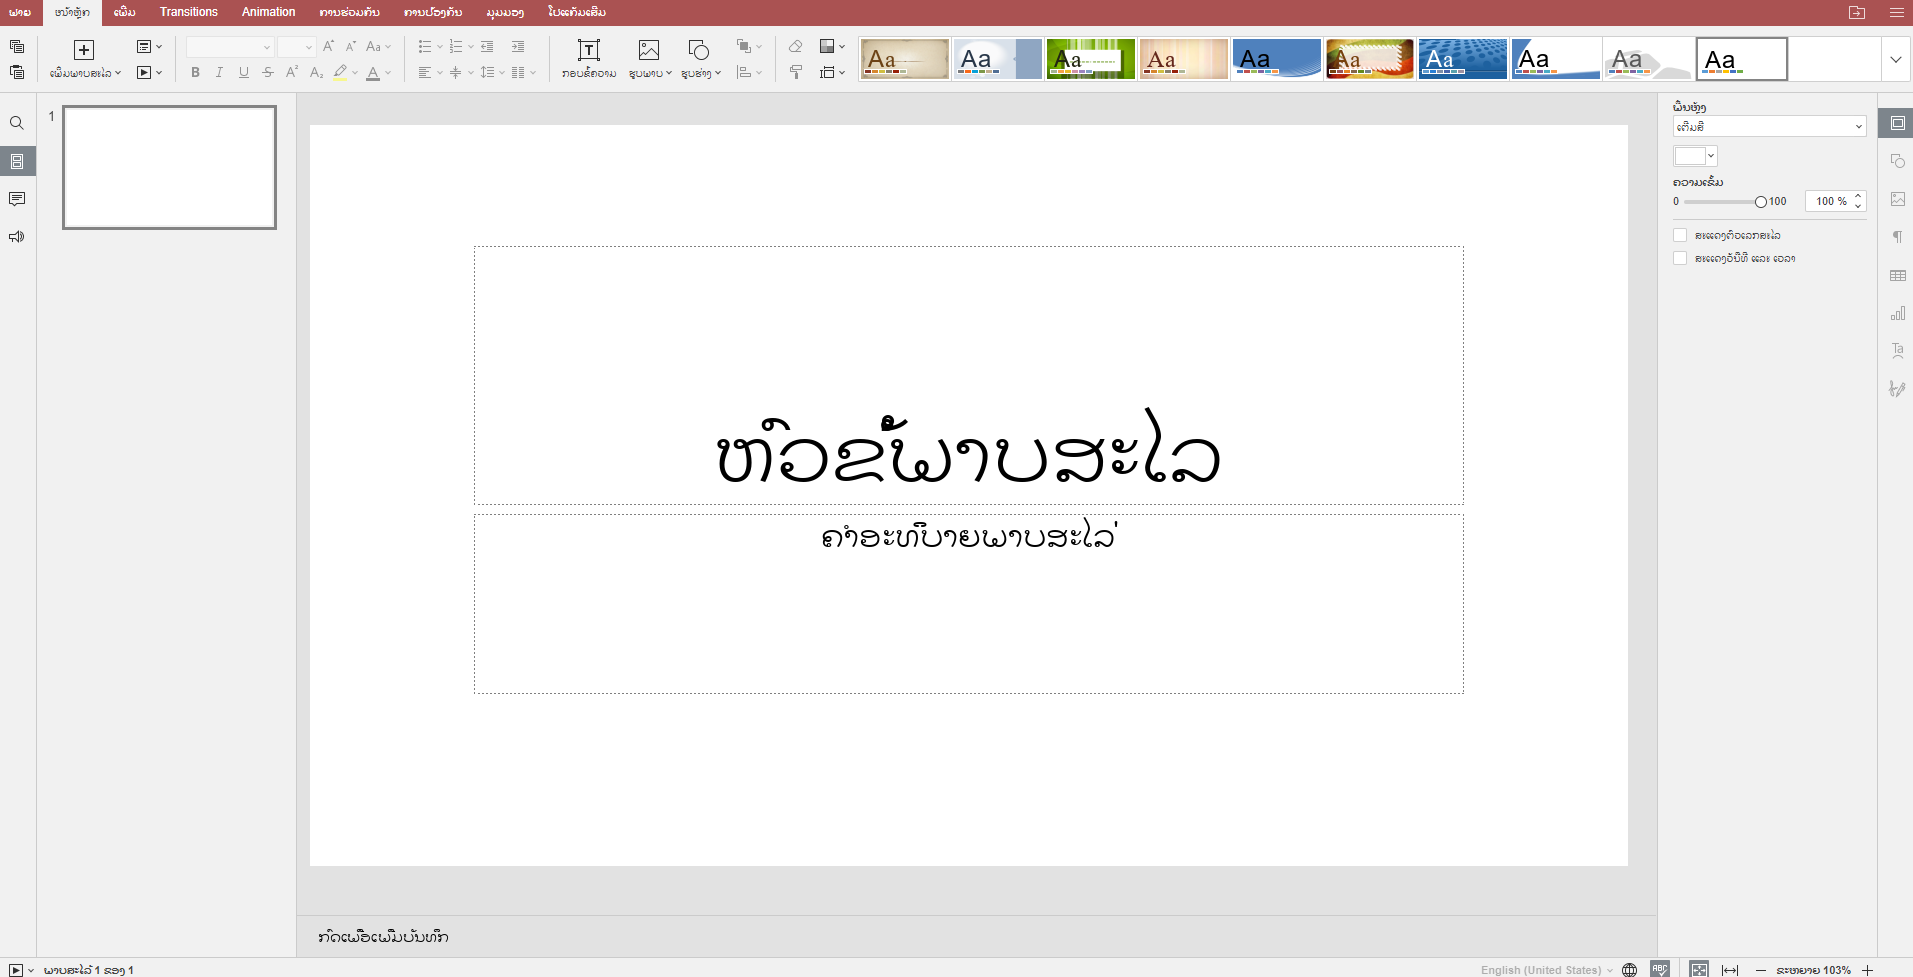 ຟາຍ
ໜ້າຫຼັກ
ເພີ່ມ
Transitions
Animation
ການຮ່ວມກັນ
ການປ້ອງກັນ
ມຸມມອງ
ໂປແກ້ມເສີມ
ເພີ່ມພາບສະໄລ
ກອບຂໍ້ຄວາມ
ຮູບພາບ
ຮູບຮ່າງ
Aa Aa Aa Aa Aa Aa Aa Aa Aa Aa
1
ຫົວຂໍ້ພາບສະໄລ
ຄຳອະທິບາຍພາບສະໄລ່
ກົດເພື່ອເພີ່ມບັນທຶກ
ພື້ນຫຼັງ
ເຕີມສີ
ຄວາມເຂັ້ມ
0 100 100 %
ສະແດງຕົວເລກສະໄລ
ສະແດງວັນທີ ແລະ ເວລາ
ພາບສະໄລ້ 1 ຂອງ 1
English (United States)
ຂະຫຍາຍ 103%